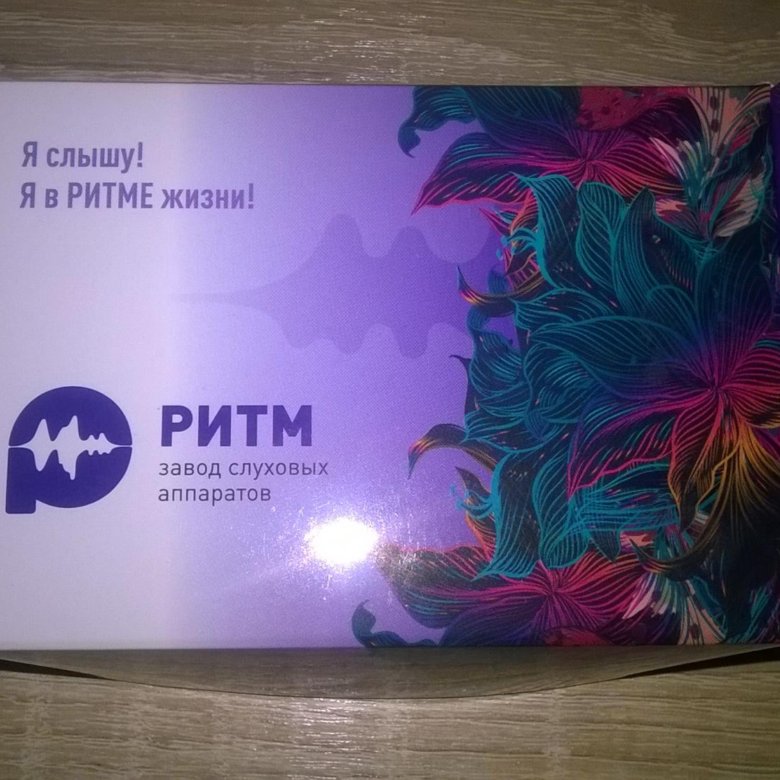 Я слышу!
Я в РИТМЕ жизни!
РИТМ
завод слуховых
аппаратов